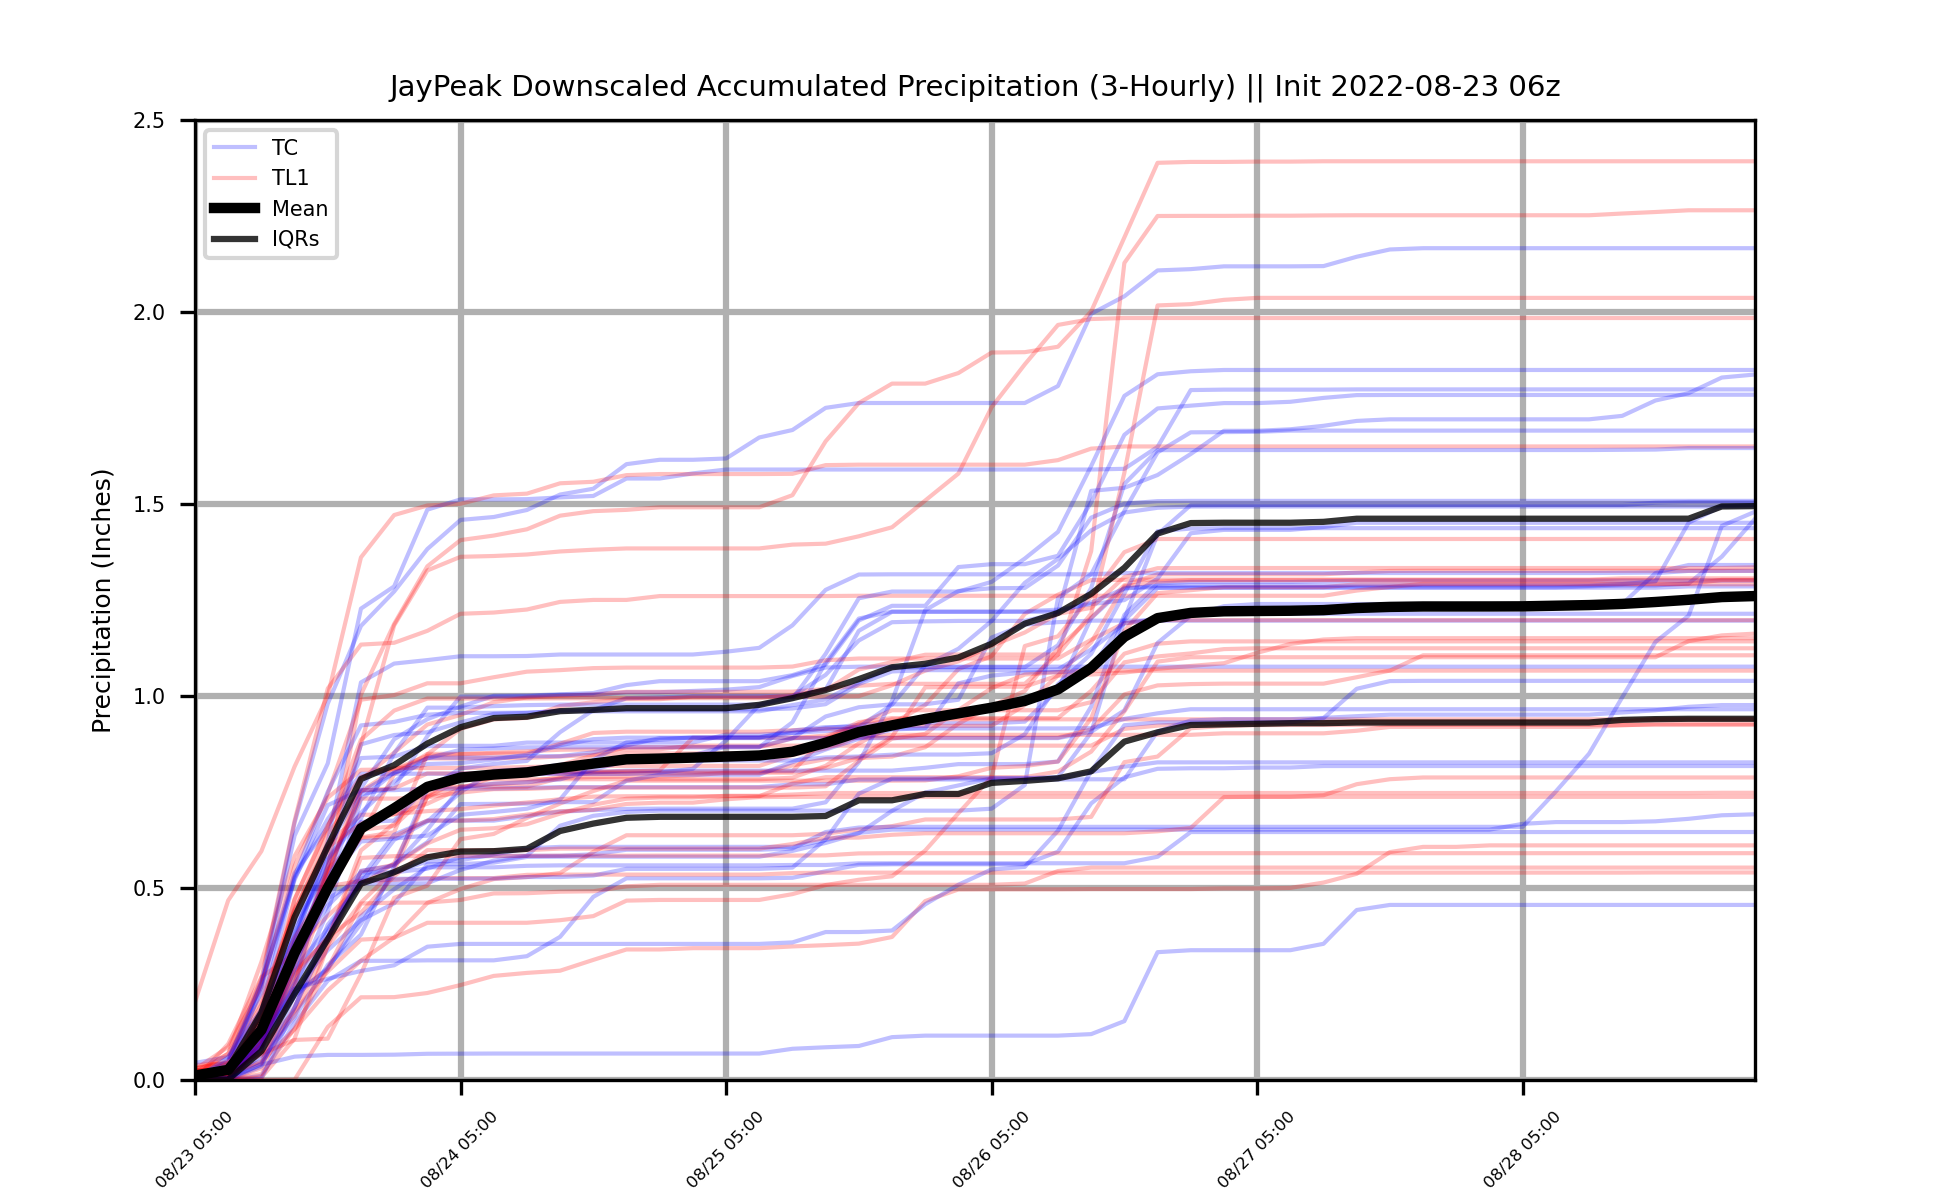 JayPeak Downscaled Accumulated Precipitation (3-Hourly) || Init 2022-08-23 06z
Precipitation (Inches)
2.5
2.0
1.5
1.0
0.5
0.0
TC
TL1
Mean
IQRs
08/23 05:00
08/24 05:00
08/25 05:00
08/26 05:00
08/27 05:00
08/28 05:00